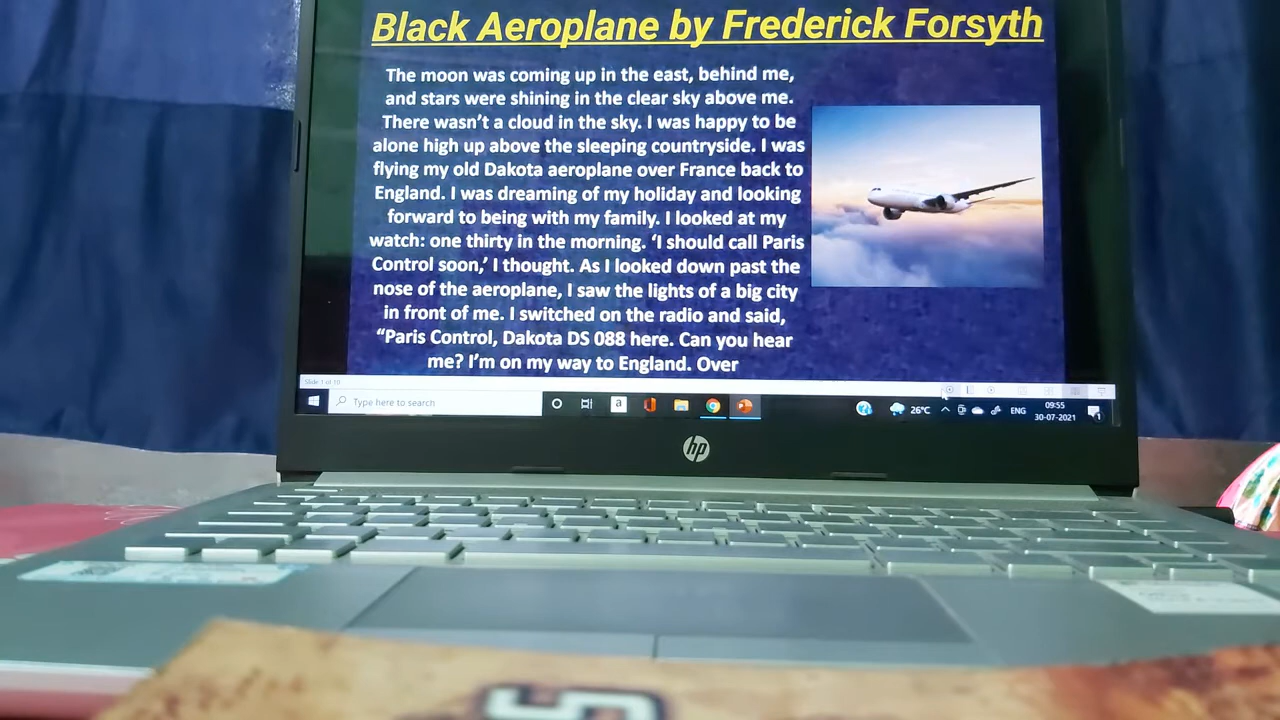 Black Aeroplane by Frederick Forsyth
The moon was coming up in the east, behind me,
and stars were shining in the clear sky above me.
There wasn't a cloud in the sky. I was happy to be
alone high up above the sleeping countryside. I was
flying my old Dakota aeroplane over France back to
England. I was dreaming of my holiday and looking
forward to being with my family. I looked at my
watch: one thirty in the morning. ‘I should call Paris
Control soon,’ I thought. As I looked down past the
nose of the aeroplane, I saw the lights of a big city
in front of me. I switched on the radio and said,
“Paris Control, Dakota DS 088 here. Can you hear
me? I’m on my way to England. Over
Slide 1 of 10
Type here to search
a
26°C
ENG
09:55
30-07-2021
1
hp
5